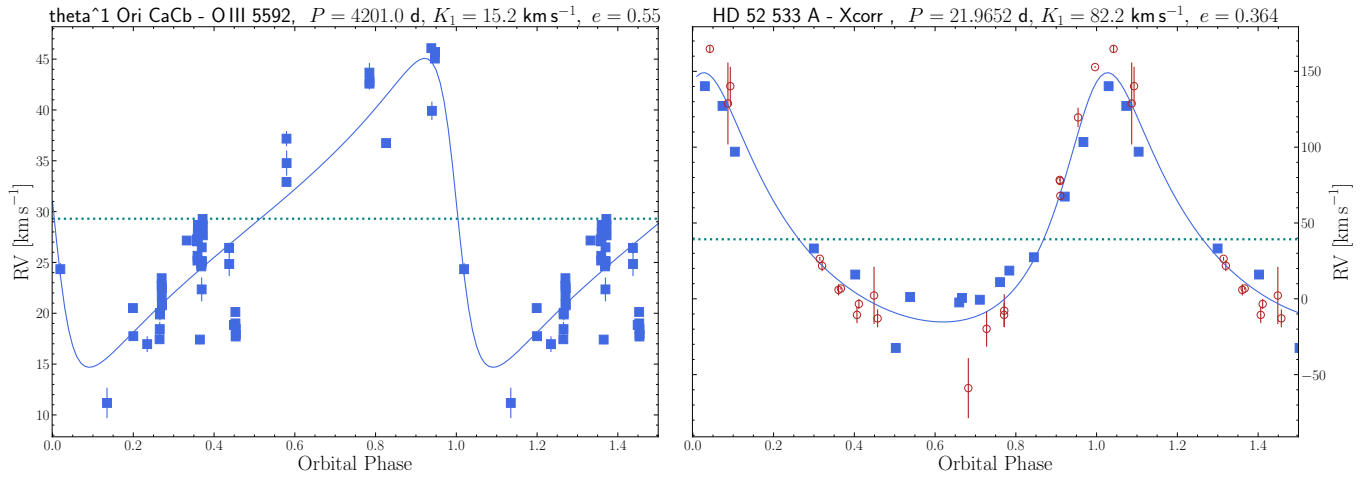 theta^1 Ori CaCb - O III 5592, P = 4201.0 d, K₁ = 15.2 km s⁻¹, e = 0.55
45
40
35
30
25
20
15
10
RV [km s⁻¹]
0.0 0.2 0.4 0.6 0.8 1.0 1.2 1.4
Orbital Phase
HD 52 533 A - Xcorr , P = 21.9652 d, K₁ = 82.2 km s⁻¹, e = 0.364
150
100
50
0
−50
RV [km s⁻¹]
0.0 0.2 0.4 0.6 0.8 1.0 1.2 1.4
Orbital Phase